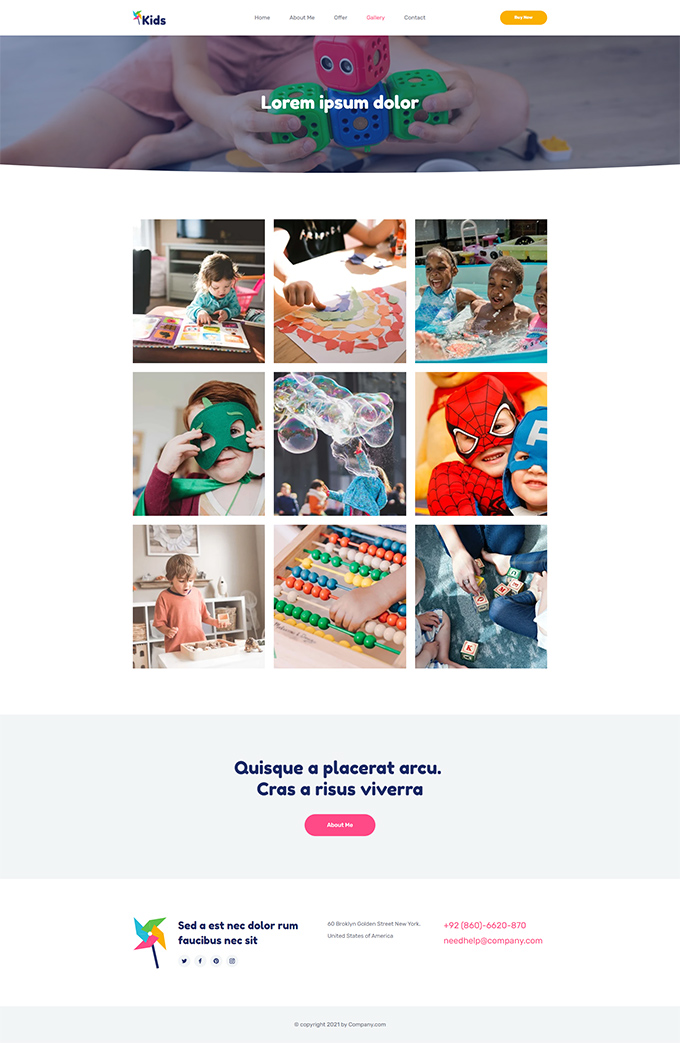 Kids
Home
About Me
Offer
Gallery
Contact
Buy Now
Lorem ipsum dolor
K
Quisque a placerat arcu.
Cras a risus viverra
About Me
Sed a est nec dolor rum
faucibus nec sit
60 Broklyn Golden Street New York,
United States of America
+92 (860)-6620-870
needhelp@company.com
© copyright 2021 by Company.com